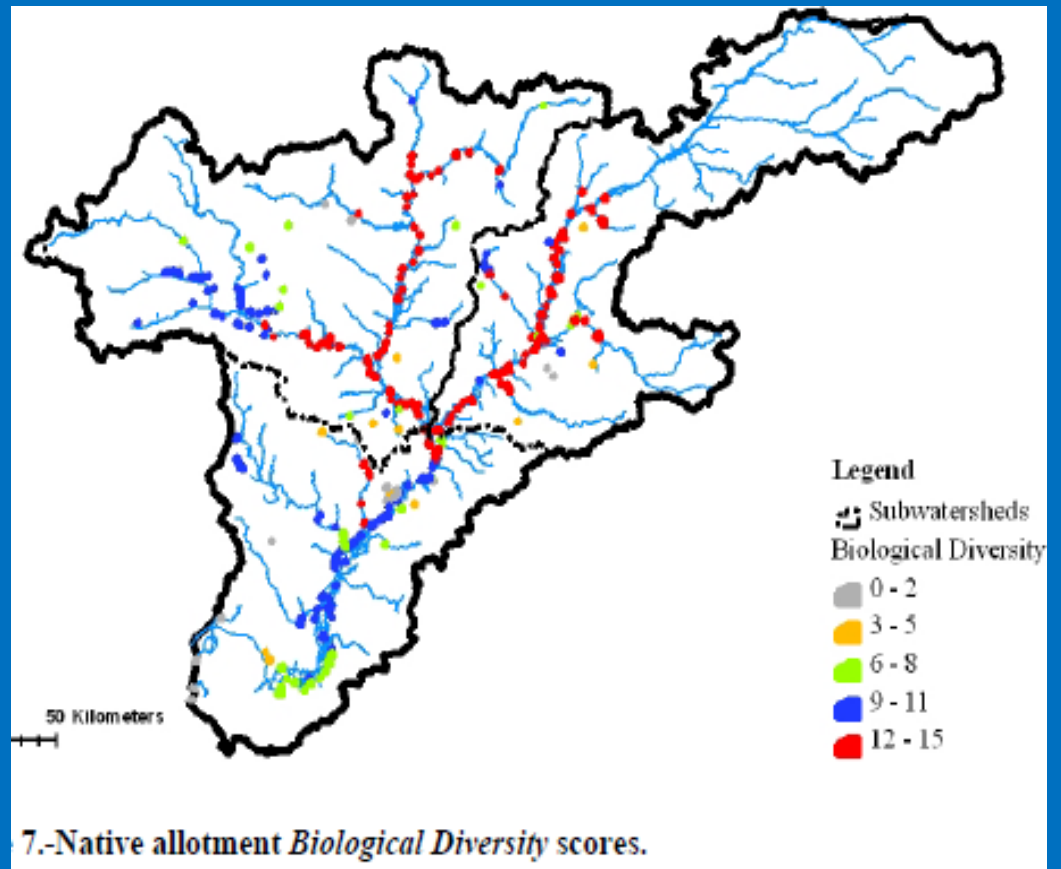 Legend
Subwatersheds
Biological Diversity
0 - 2
3 - 5
6 - 8
9 - 11
12 - 15
50 Kilometers
7.-Native allotment Biological Diversity scores.